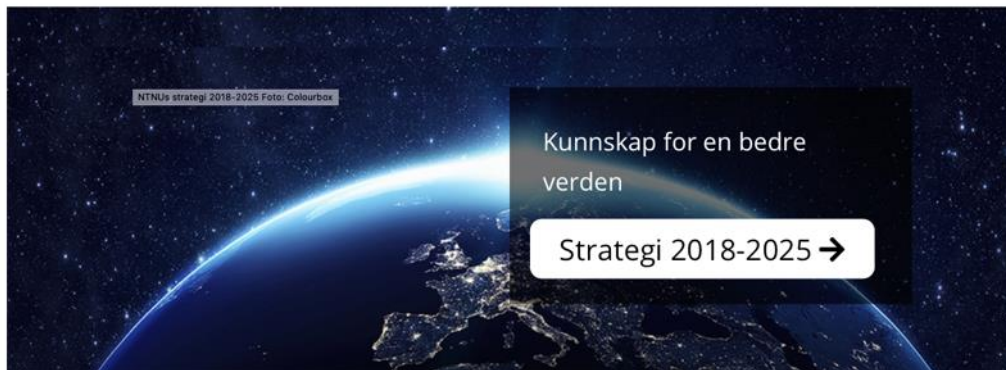 NTNUs strategi 2018-2025 Foto: Colourbox
Kunnskap for en bedre
verden
Strategi 2018-2025 →